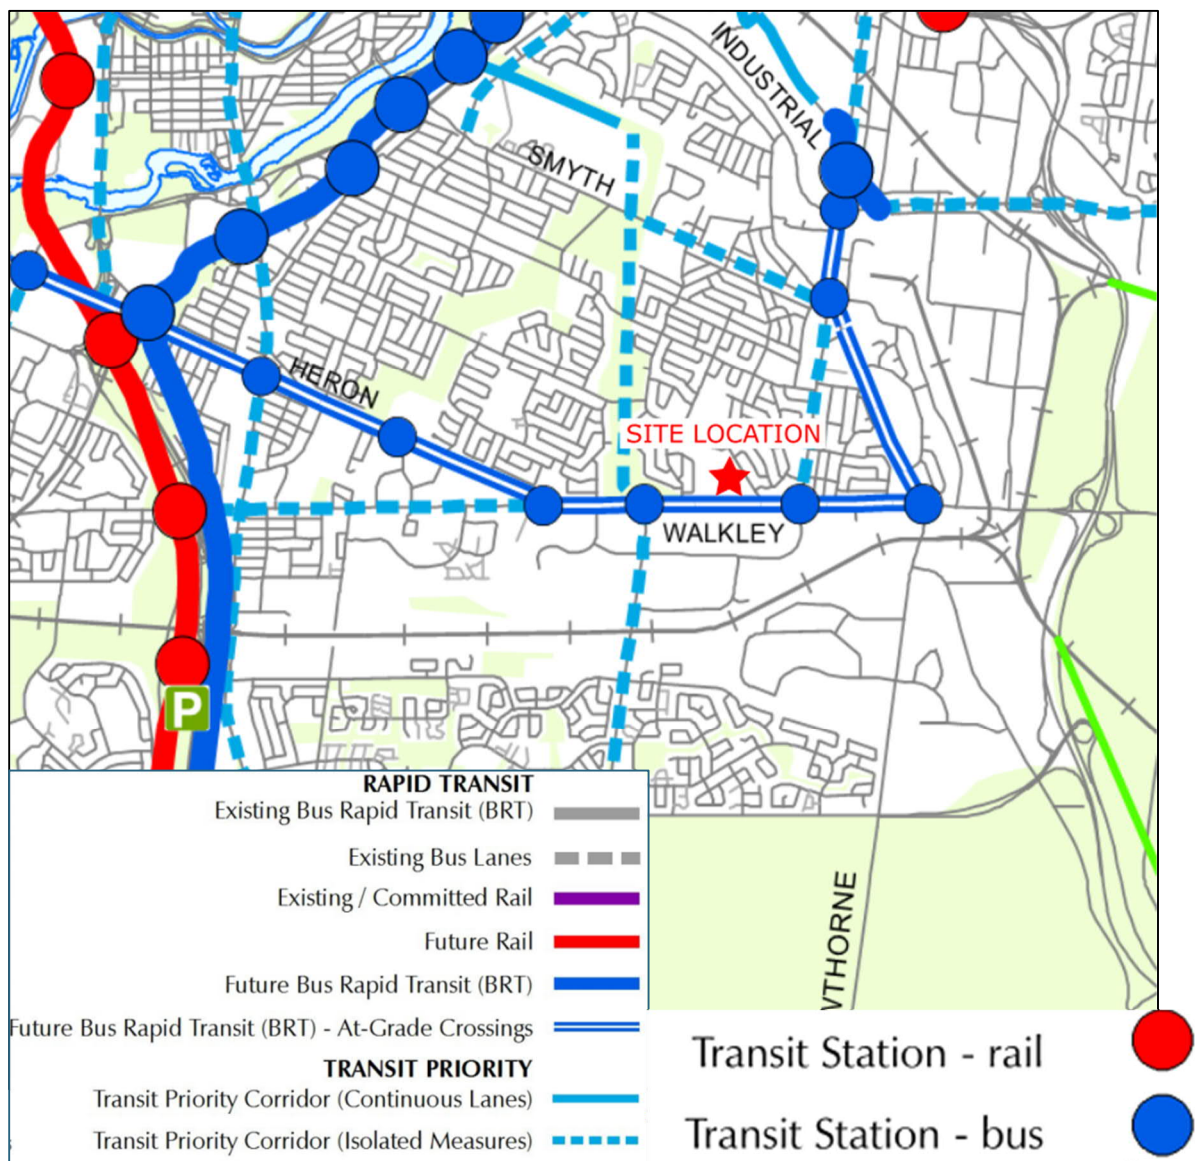 INDUSTRIAL
SMYTH
HERON
SITE LOCATION
WALKLEY
P
WTHORNE
RAPID TRANSIT
Existing Bus Rapid Transit (BRT)
Existing Bus Lanes
Existing / Committed Rail
Future Rail
Future Bus Rapid Transit (BRT)
Future Bus Rapid Transit (BRT) - At-Grade Crossings
TRANSIT PRIORITY
Transit Priority Corridor (Continuous Lanes)
Transit Priority Corridor (Isolated Measures)
Transit Station - rail
Transit Station - bus